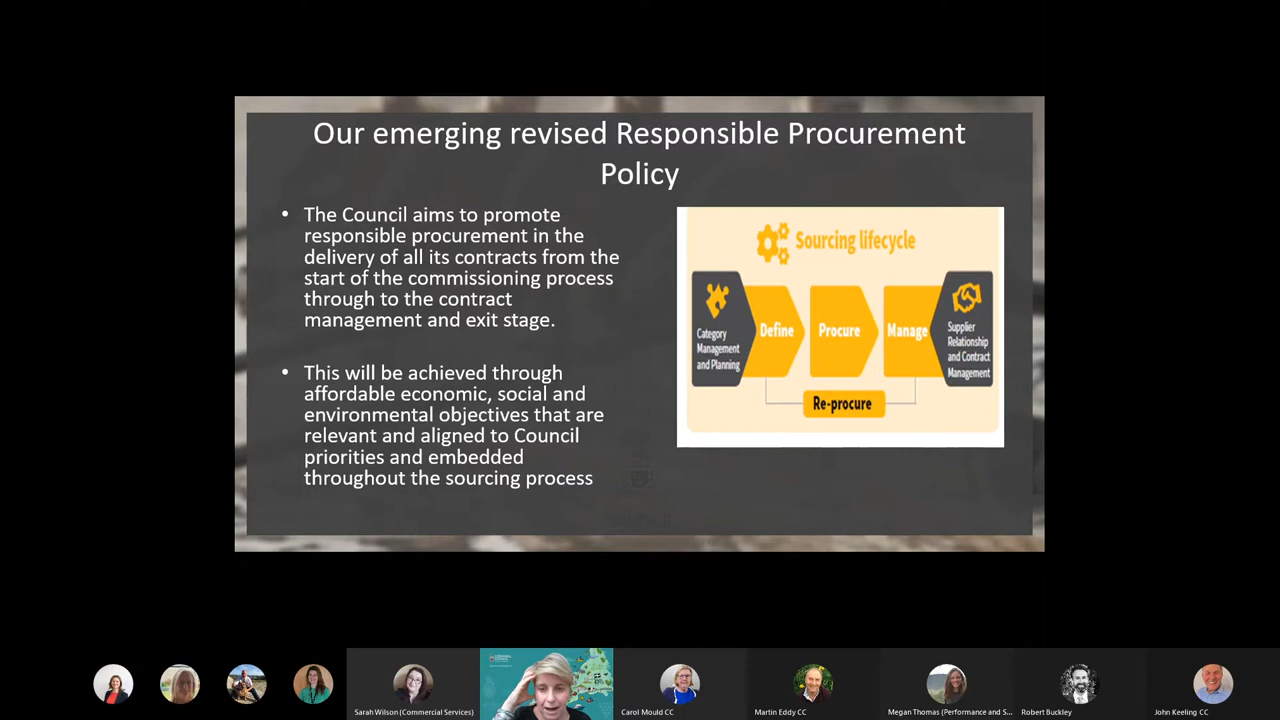 Our emerging revised Responsible Procurement
Policy
• The Council aims to promote
responsible procurement in the
delivery of all its contracts from the
start of the commissioning process
through to the contract
management and exit stage.
• This will be achieved through
affordable economic, social and
environmental objectives that are
relevant and aligned to Council
priorities and embedded
throughout the sourcing process
Sourcing lifecycle
Category
Management
and Planning
Define
Procure
Manage
Supplier
Relationship
and Contract
Management
Re-procure
Sarah Wilson (Commercial Services)
Carol Mould CC
Martin Eddy CC
Megan Thomas (Performance and S...
Robert Buckley
John Keeling CC